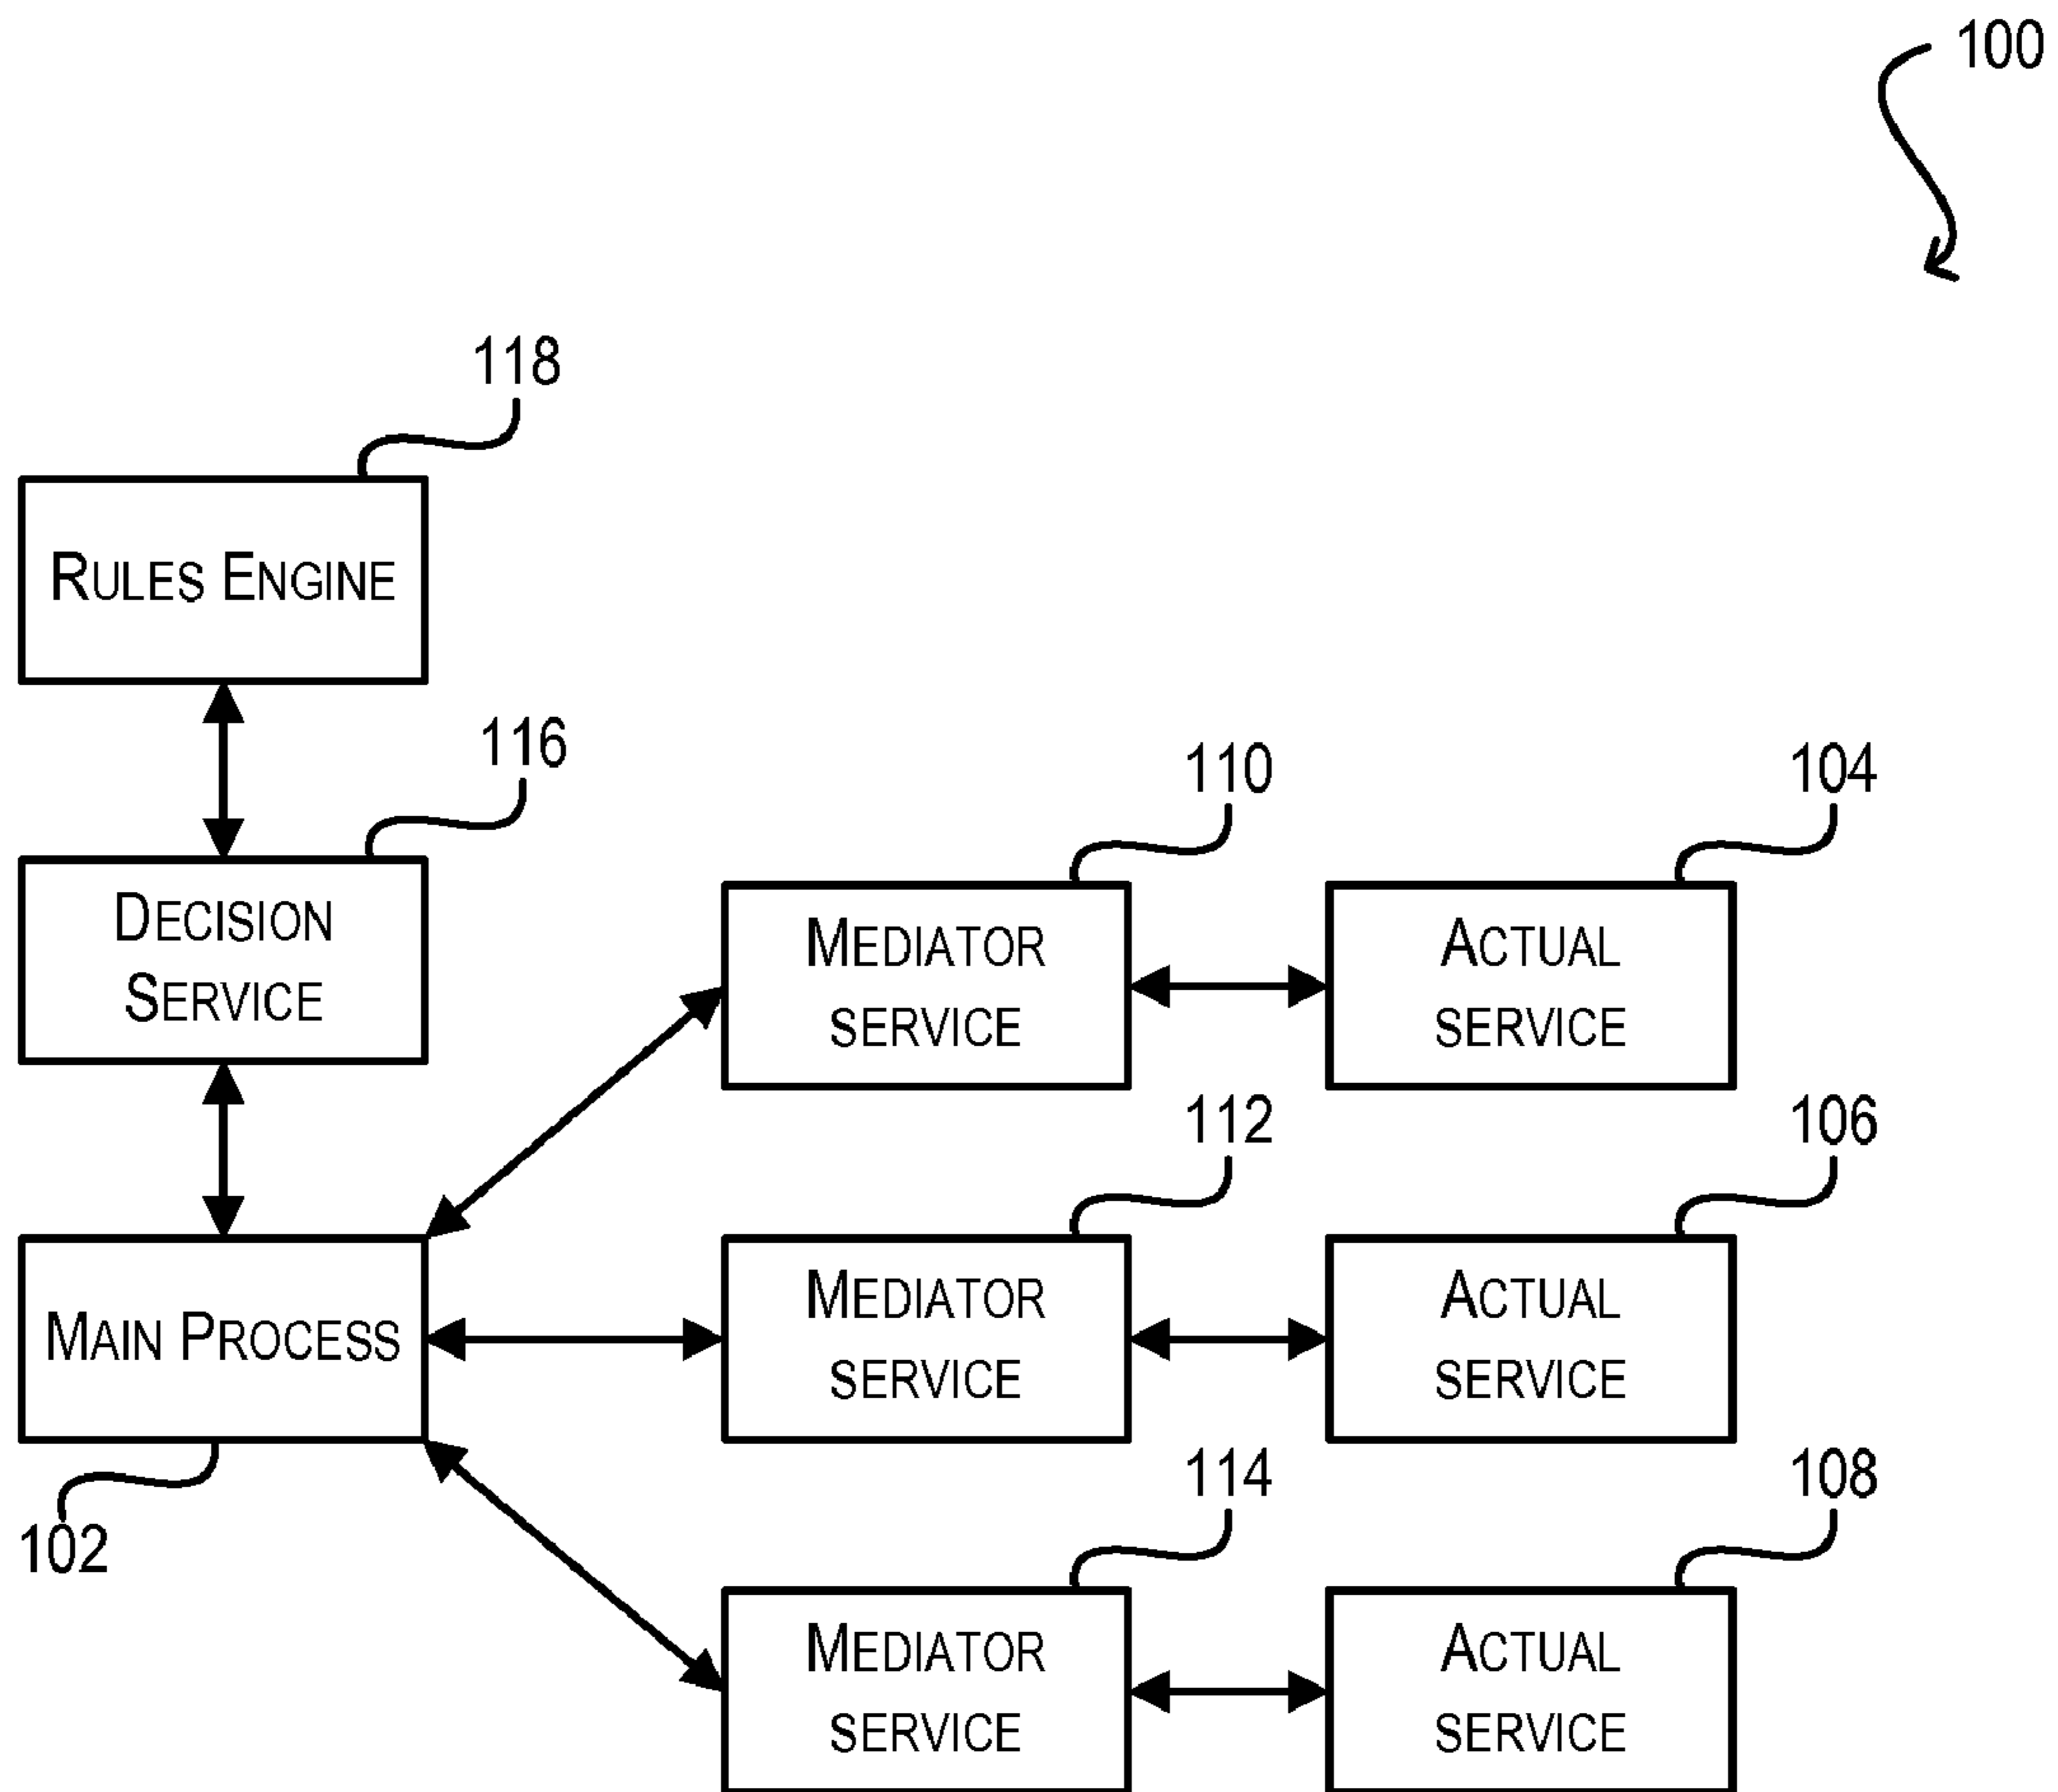 100
118
RULES ENGINE
116
DECISION
SERVICE
110
MEDIATOR
SERVICE
104
ACTUAL
SERVICE
112
MEDIATOR
SERVICE
106
ACTUAL
SERVICE
MAIN PROCESS
102
114
MEDIATOR
SERVICE
108
ACTUAL
SERVICE